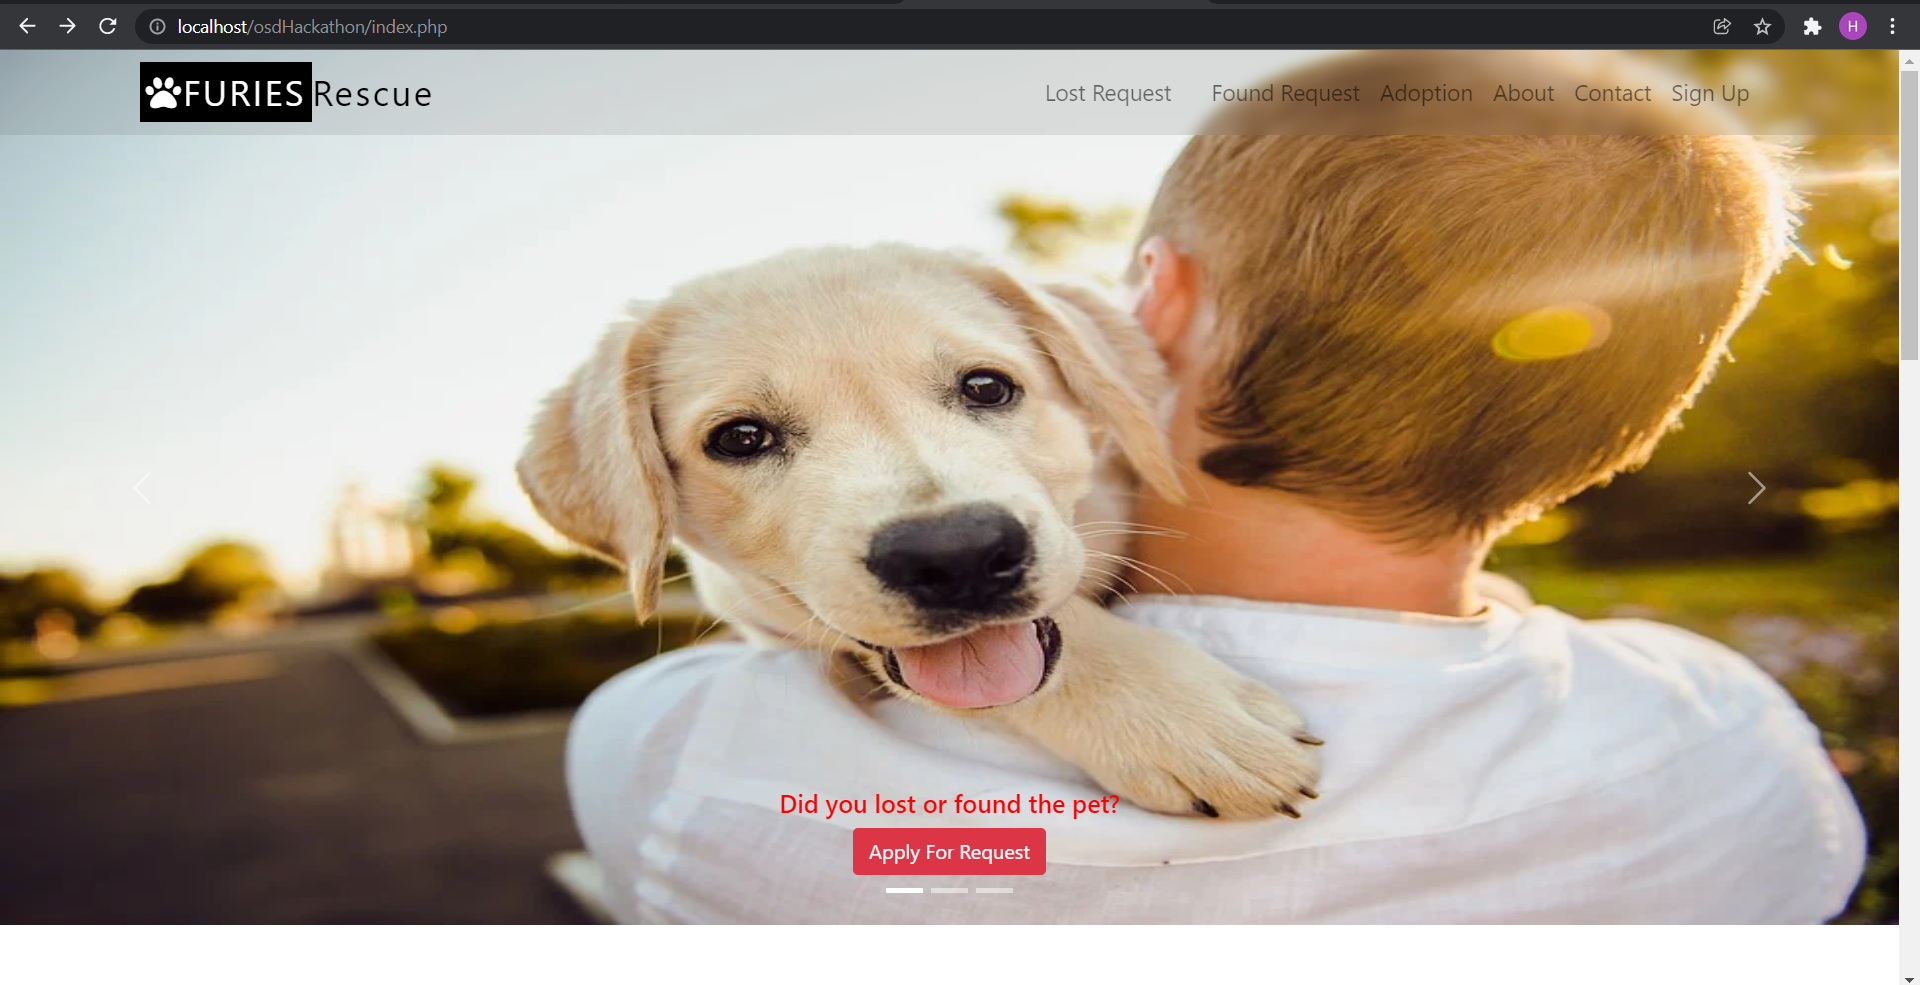 localhost/osdHackathon/index.php
H
FURIES Rescue
Lost Request Found Request Adoption About Contact Sign Up
Did you lost or found the pet?
Apply For Request